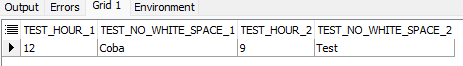 Output Errors Grid 1 Environment
TEST_HOUR_1 TEST_NO_WHITE_SPACE_1 TEST_HOUR_2 TEST_NO_WHITE_SPACE_2
12 Coba 9 Test